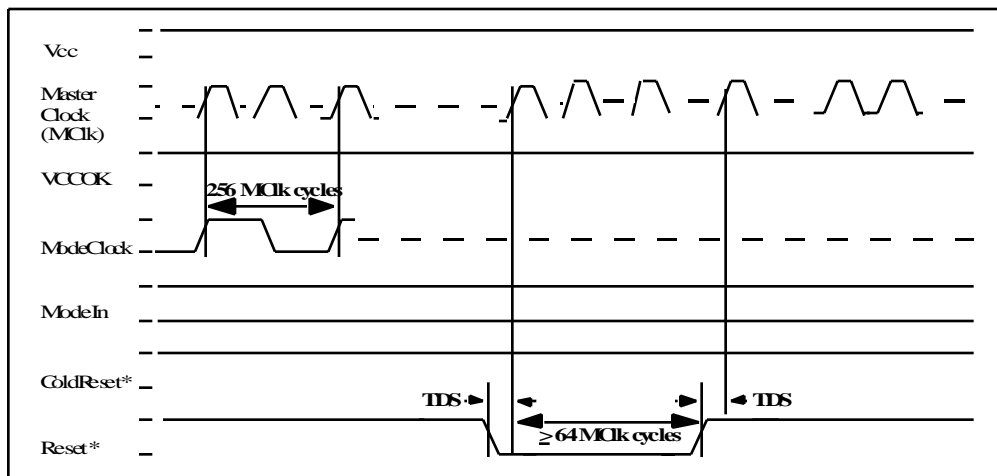 Vcc
Master
Clock
(MClk)
VCCOK
256 MClk cycles
ModeClock
ModeIn
ColdReset*
TDS
TDS
≥ 64 MClk cycles
Reset*